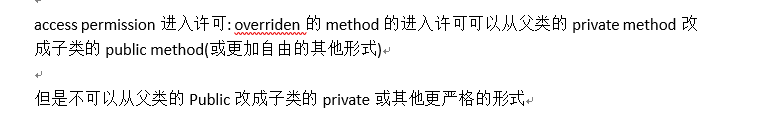 access permission 进入许可: overriden 的 method 的进入许可可以从父类的 private method 改
成子类的 public method(或更加自由的其他形式)
但是不可以从父类的 Public 改成子类的 private 或其他更严格的形式